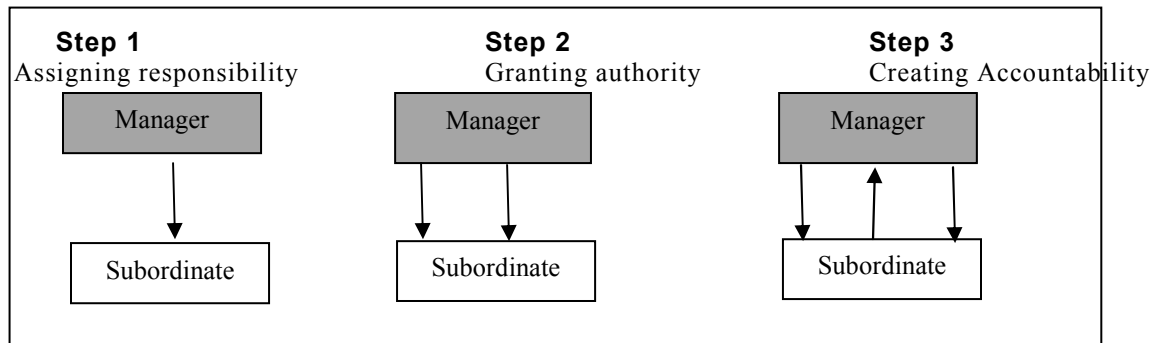 Step 1
Assigning responsibility
Manager
Subordinate
Step 2
Granting authority
Manager
Subordinate
Step 3
Creating Accountability
Manager
Subordinate